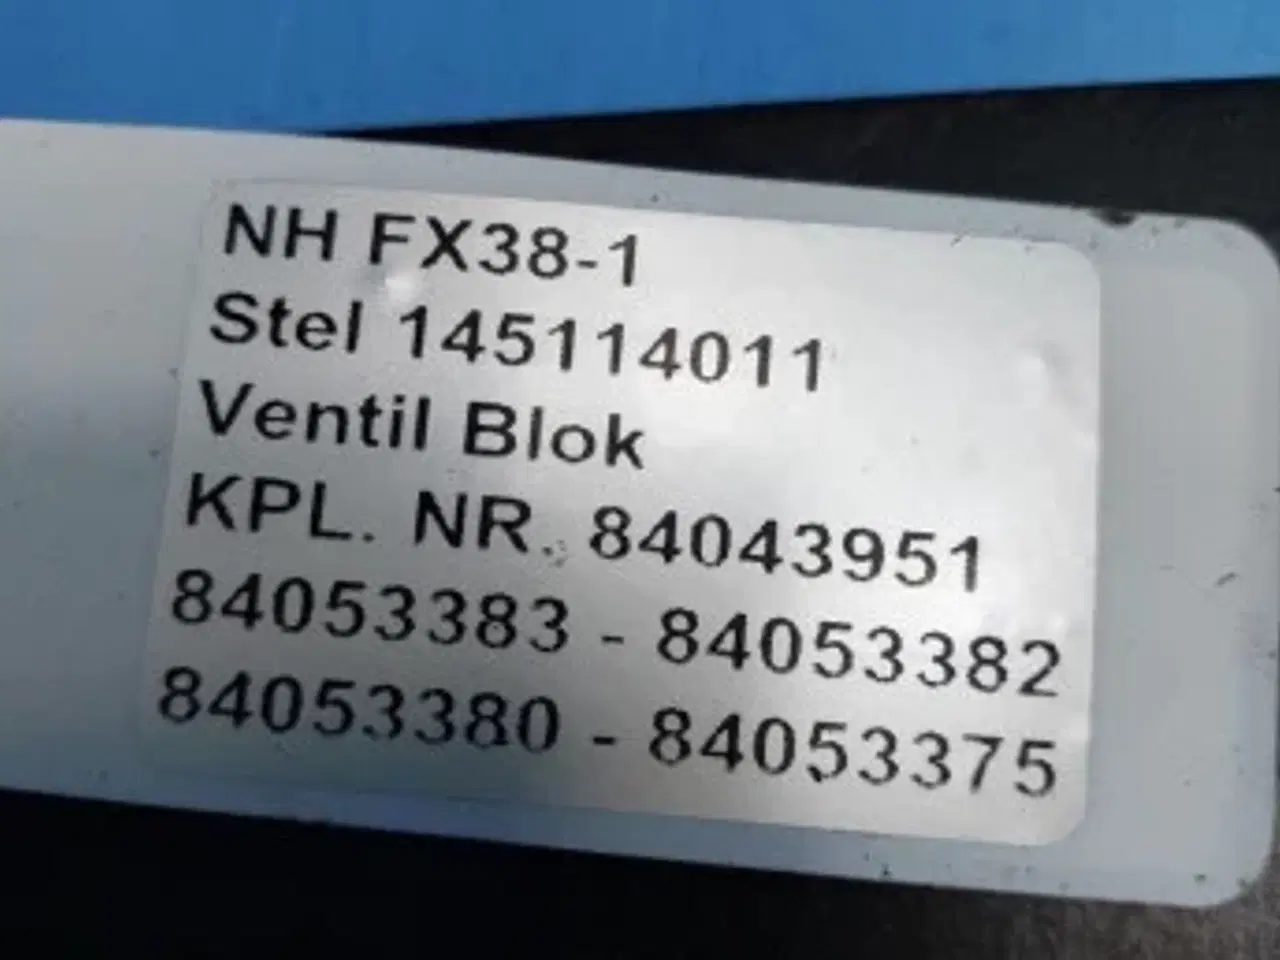 NH FX38-1
Stel 145114011
Ventil Blok
KPL. NR. 84043951
84053383 - 84053382
84053380 - 84053375